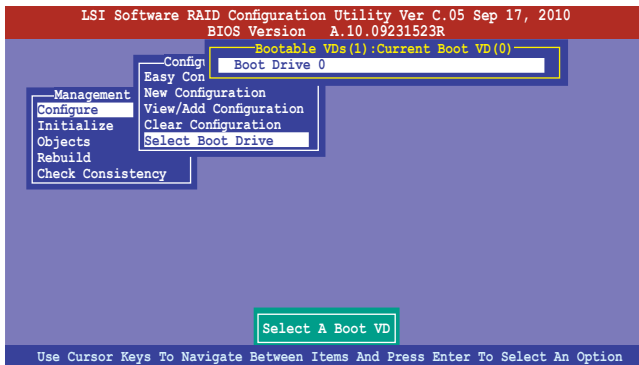 LSI Software RAID Configuration Utility Ver C.05 Sep 17, 2010
BIOS Version A.10.09231523R
Bootable VDs(1):Current Boot VD(0)
Boot Drive 0
Easy Con
New Configuration
View/Add Configuration
Clear Configuration
Select Boot Drive
Management
Configure
Initialize
Objects
Rebuild
Check Consistency
Select A Boot VD
Use Cursor Keys To Navigate Between Items And Press Enter To Select An Option